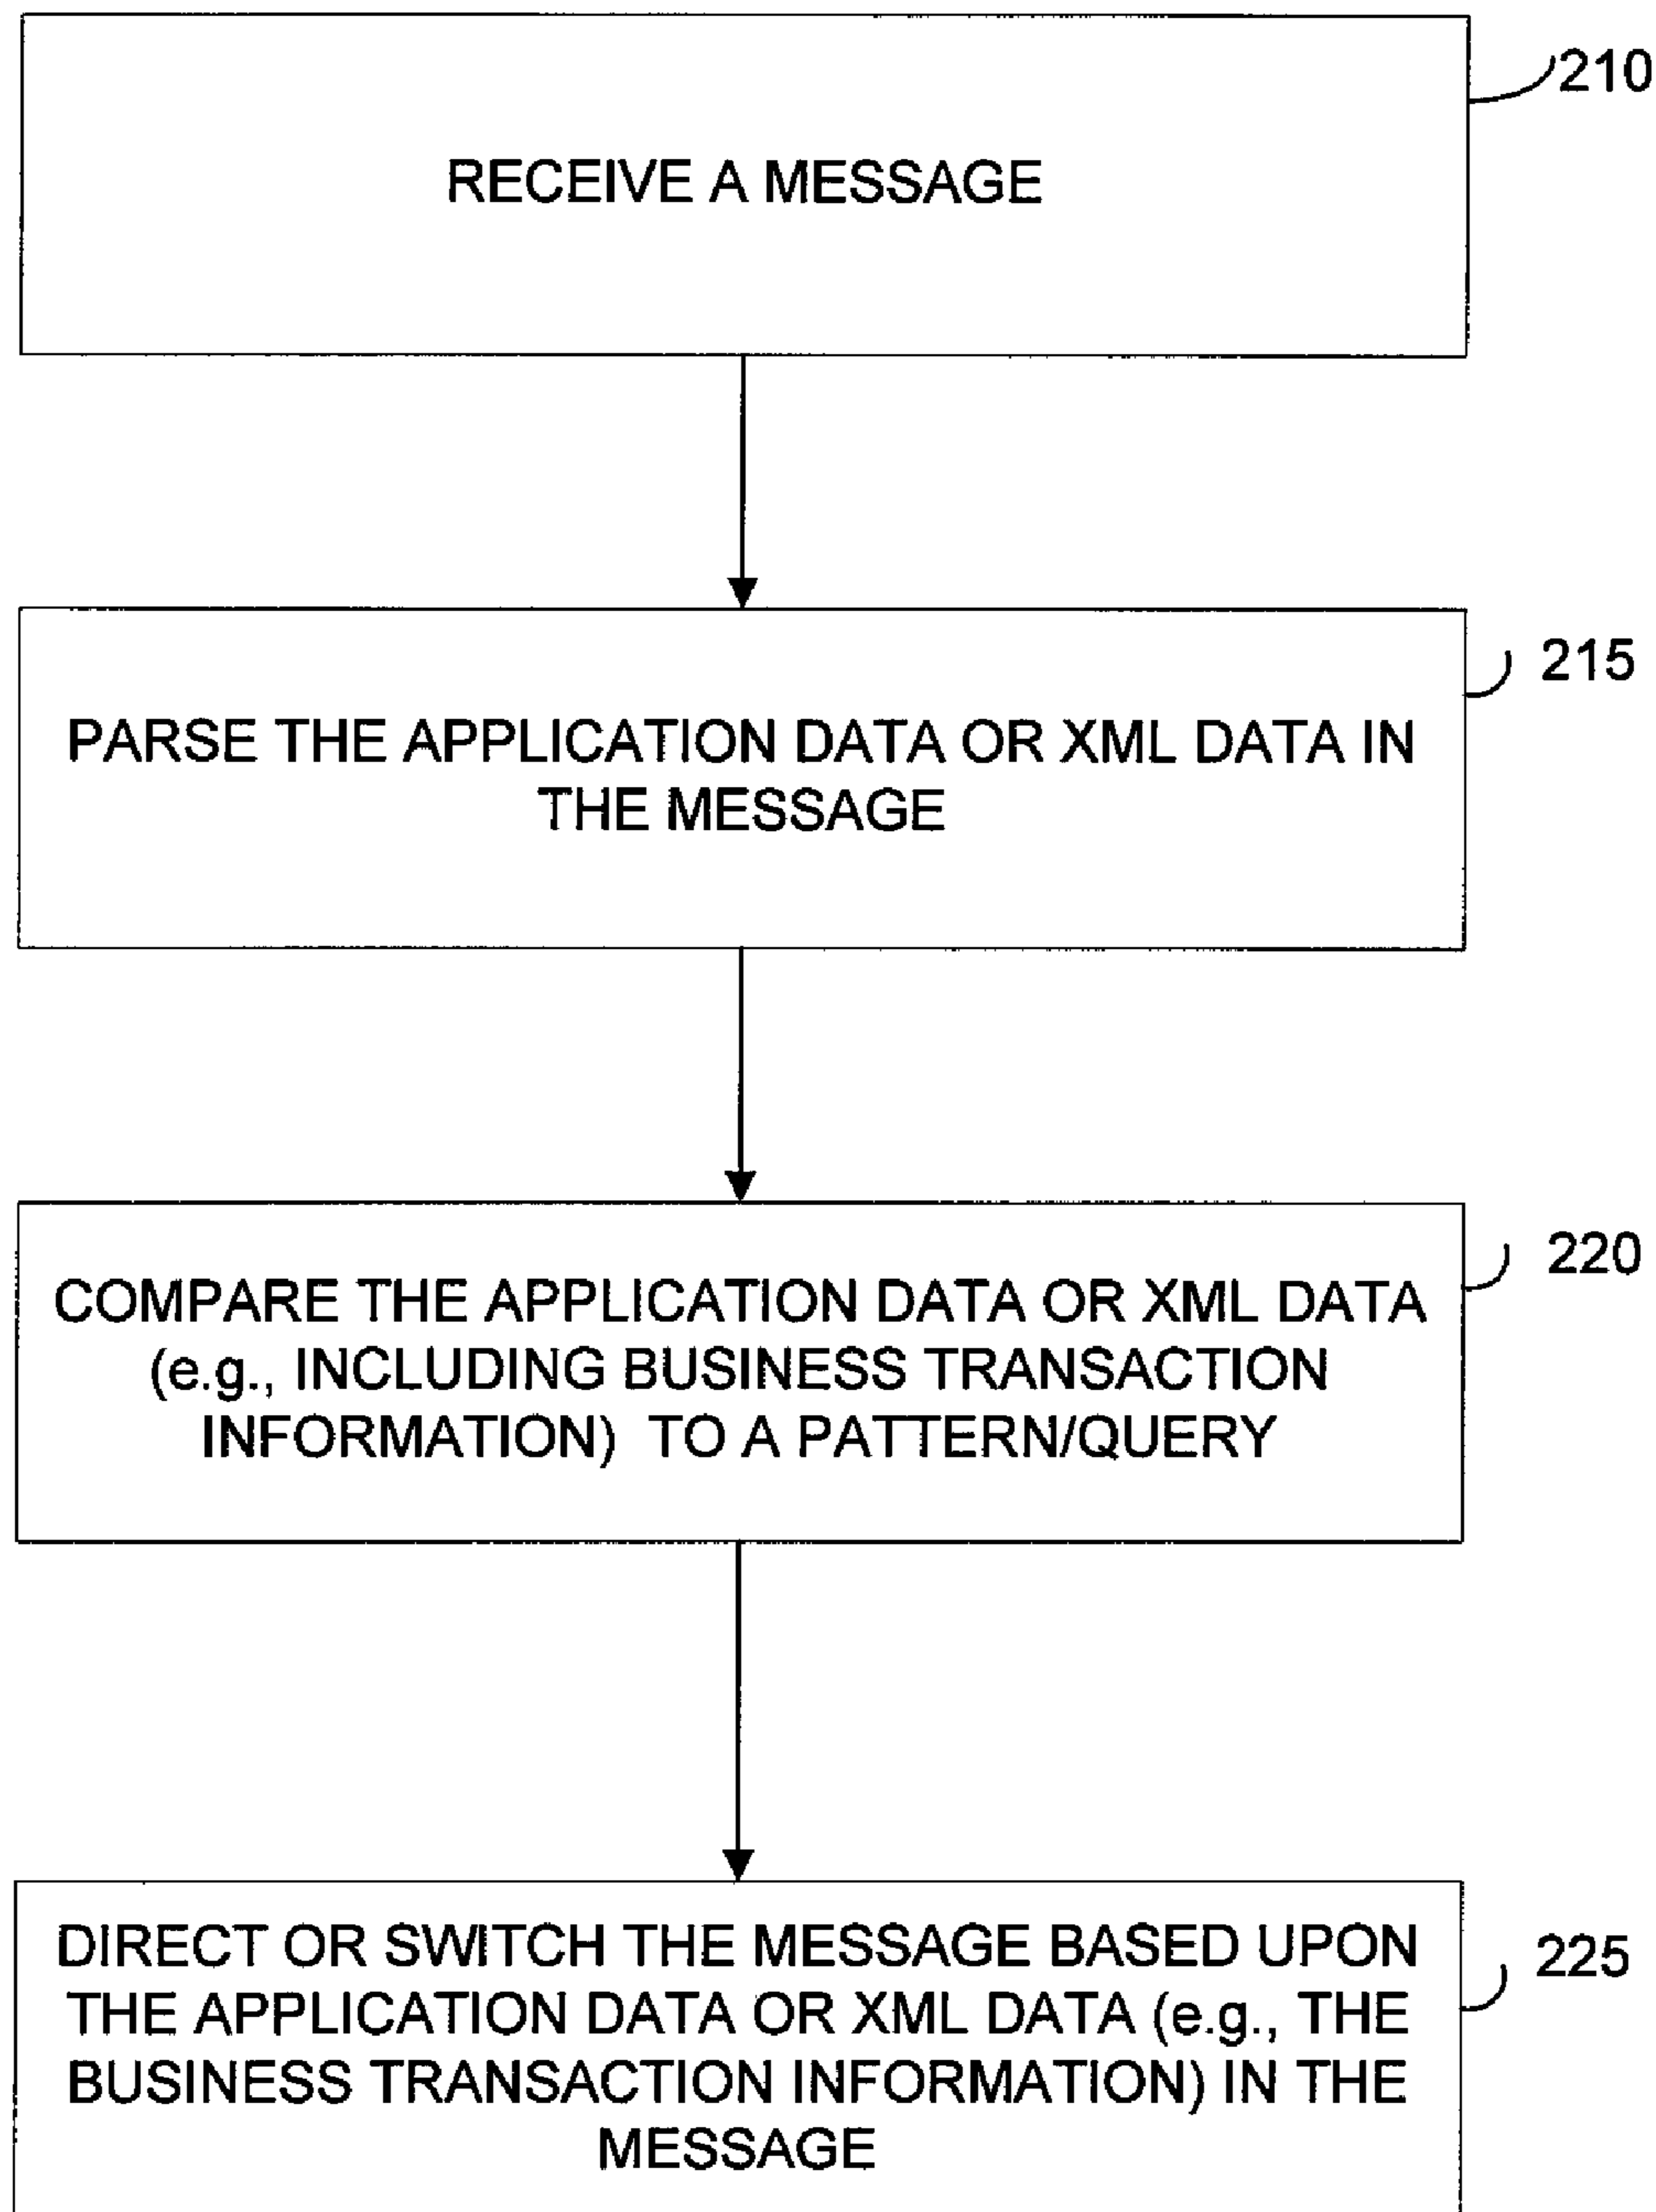 210
RECEIVE A MESSAGE
215
PARSE THE APPLICATION DATA OR XML DATA IN
THE MESSAGE
220
COMPARE THE APPLICATION DATA OR XML DATA
(e.g., INCLUDING BUSINESS TRANSACTION
INFORMATION) TO A PATTERN/QUERY
225
DIRECT OR SWITCH THE MESSAGE BASED UPON
THE APPLICATION DATA OR XML DATA (e.g., THE
BUSINESS TRANSACTION INFORMATION) IN THE
MESSAGE